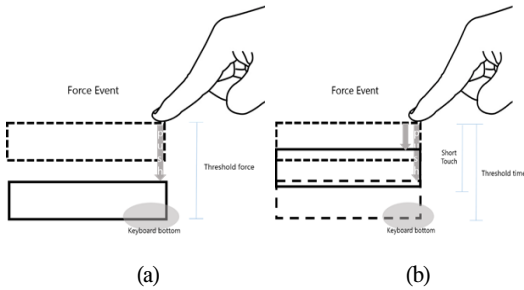 Force Event
Threshold force
Keyboard bottom
(a)
Force Event
Short
Touch
Threshold time
Keyboard bottom
(b)